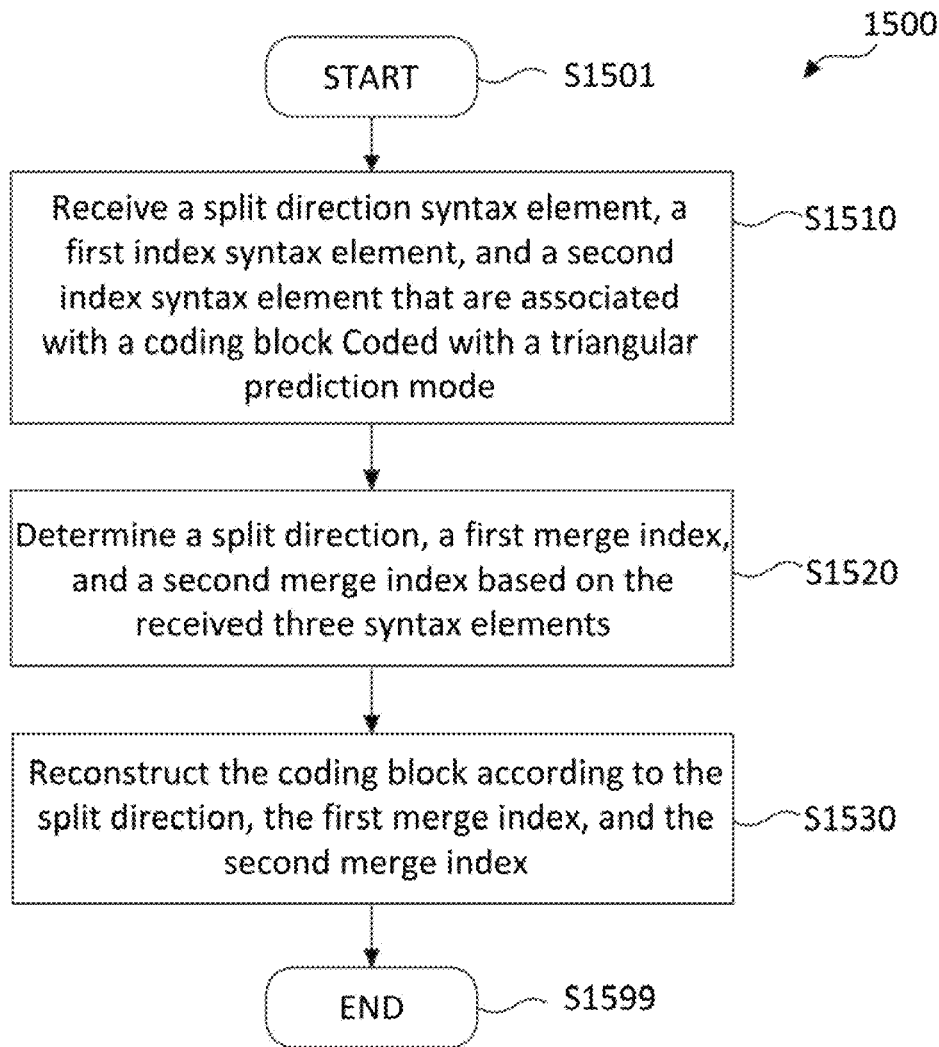 1500
START
S1501
Receive a split direction syntax element, a
first index syntax element, and a second
index syntax element that are associated
with a coding block Coded with a triangular
prediction mode
S1510
Determine a split direction, a first merge index,
and a second merge index based on the
received three syntax elements
S1520
Reconstruct the coding block according to the
split direction, the first merge index, and the
second merge index
S1530
END
S1599